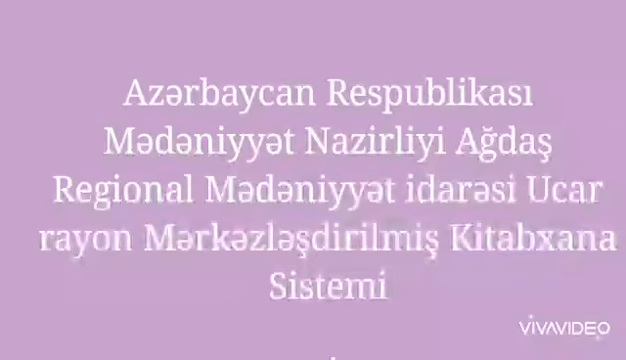 Azərbaycan Respublikası
Mədəniyyət Nazirliyi Ağdaş
Regional Mədəniyyət idarəsi Ucar
rayon Mərkəzləşdirilmiş Kitabxana
Sistemi
VIVAVIDEO